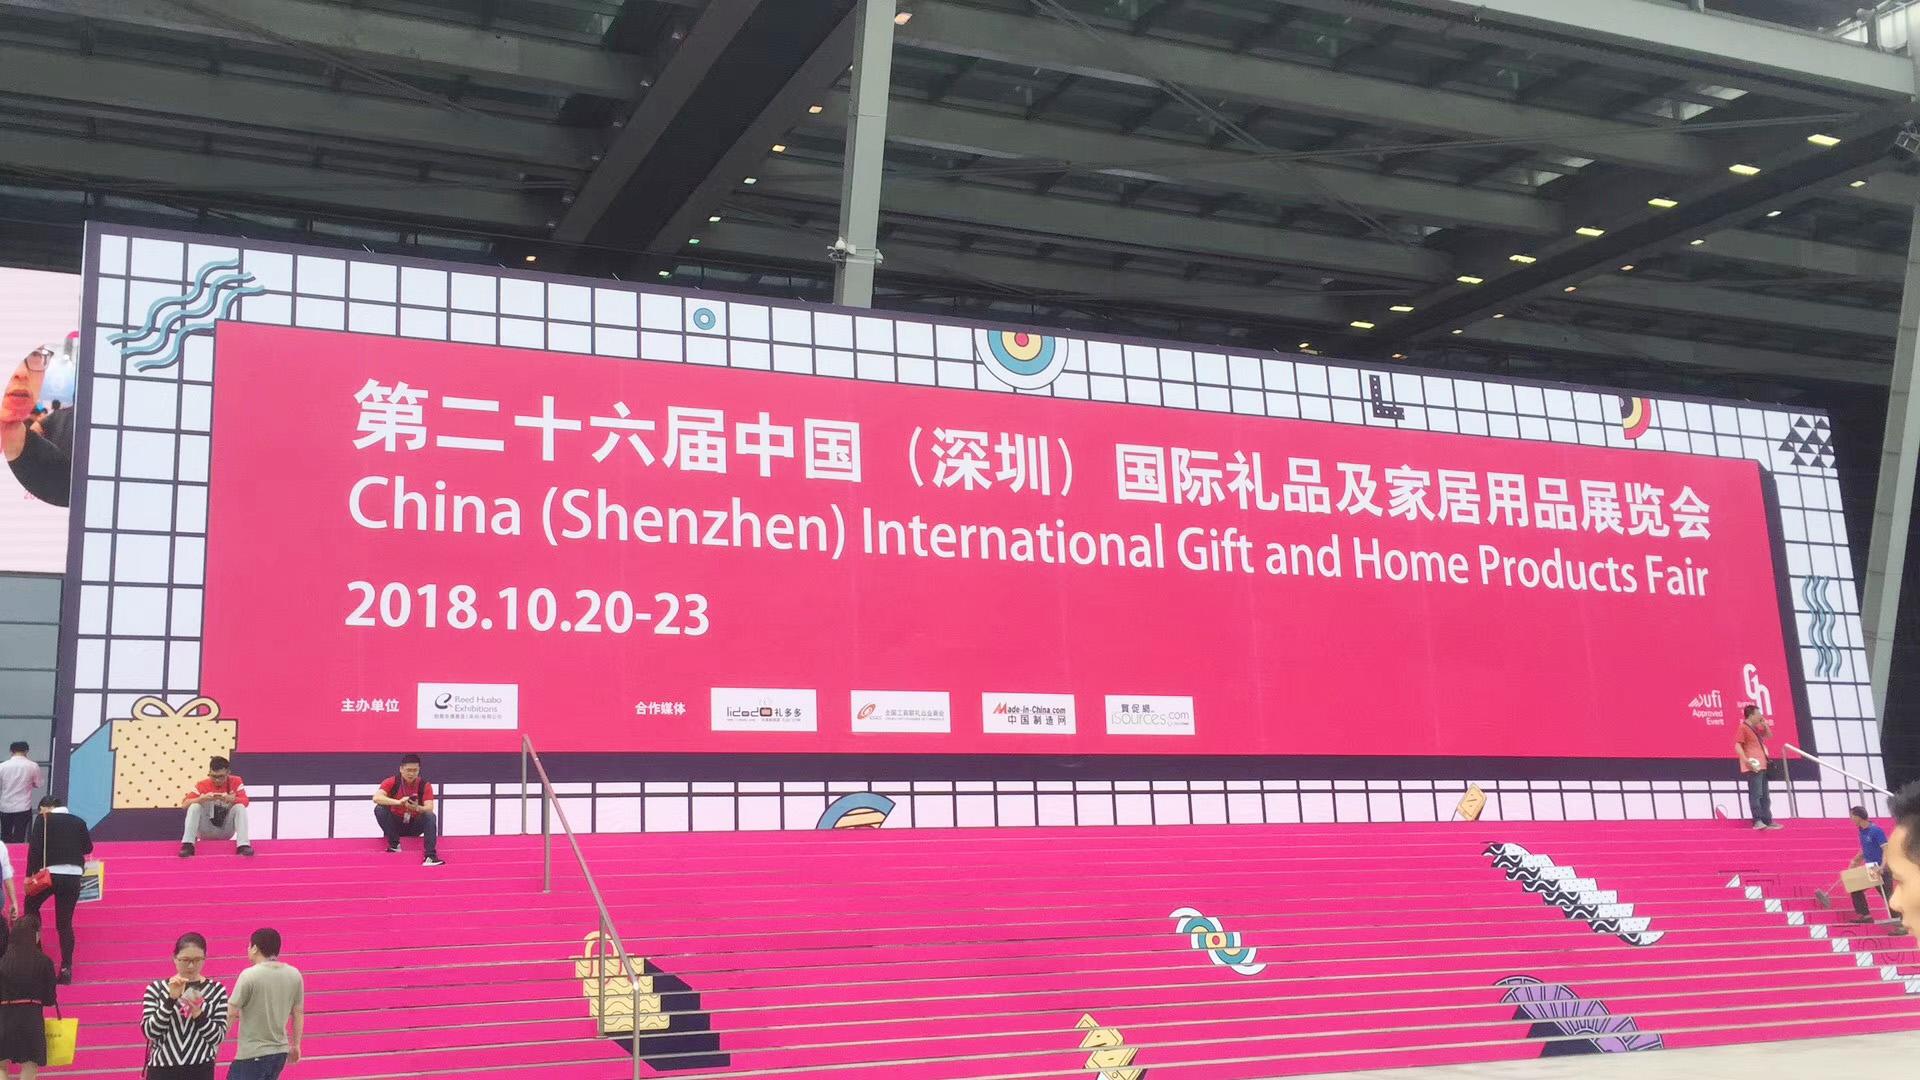 第二十六届中国（深圳）国际礼品及家居用品展览会
China (Shenzhen) International Gift and Home Products Fair
2018.10.20-23
主办单位
Reed Huabo
Exhibitions
合作媒体
礼多多
Made-in-China.com
中国制造网
貿促網
iSources.com
ufi
Approved
Event